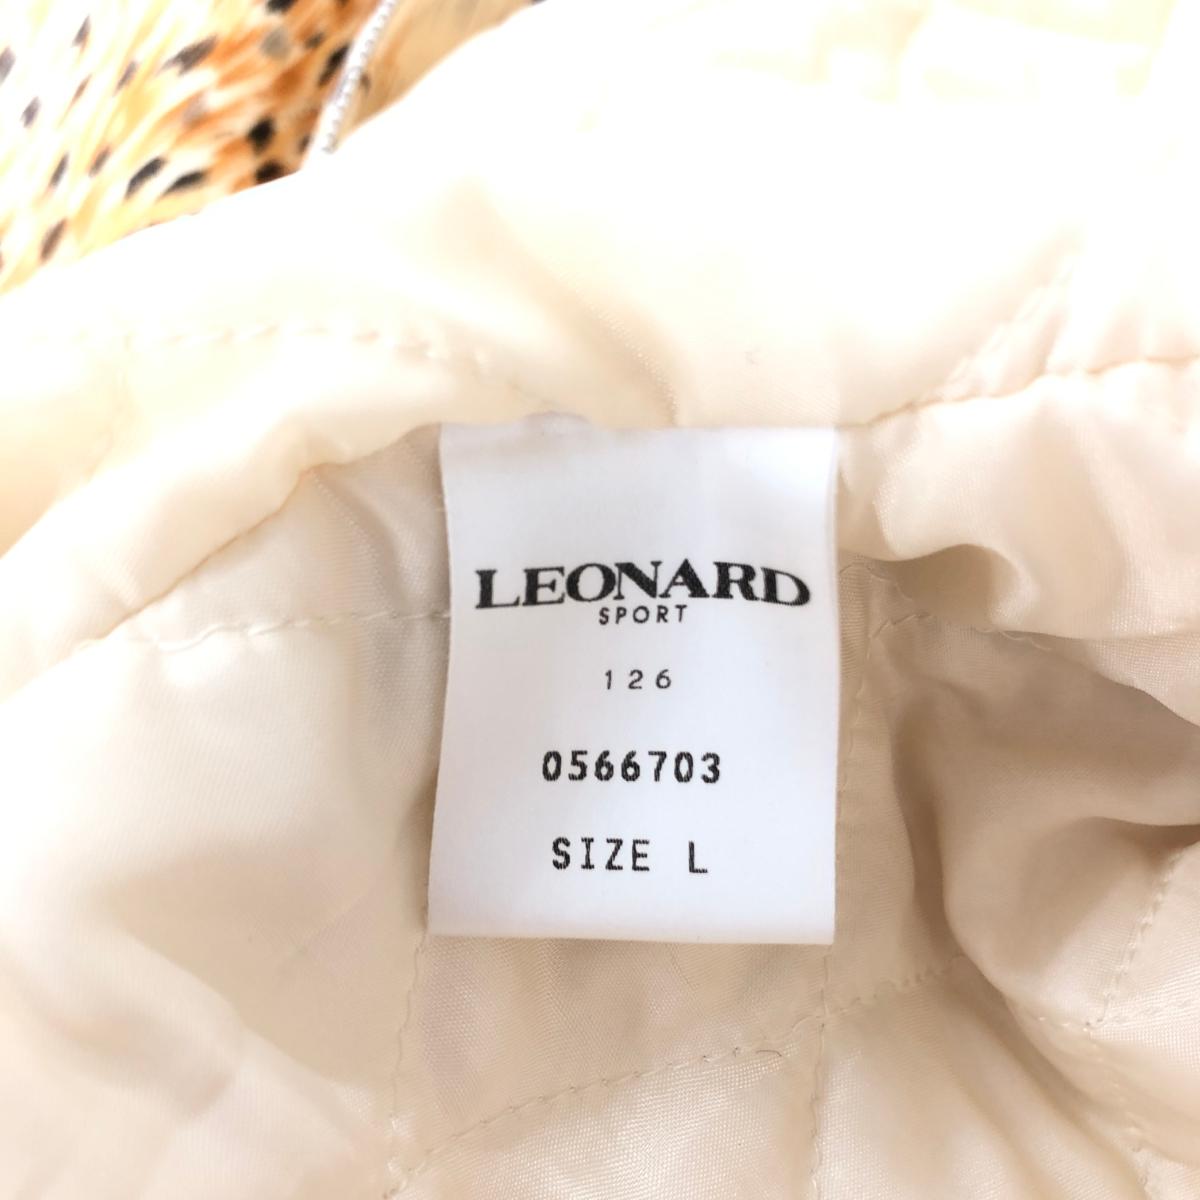 LEONARD
SPORT
126
0566703
SIZE L